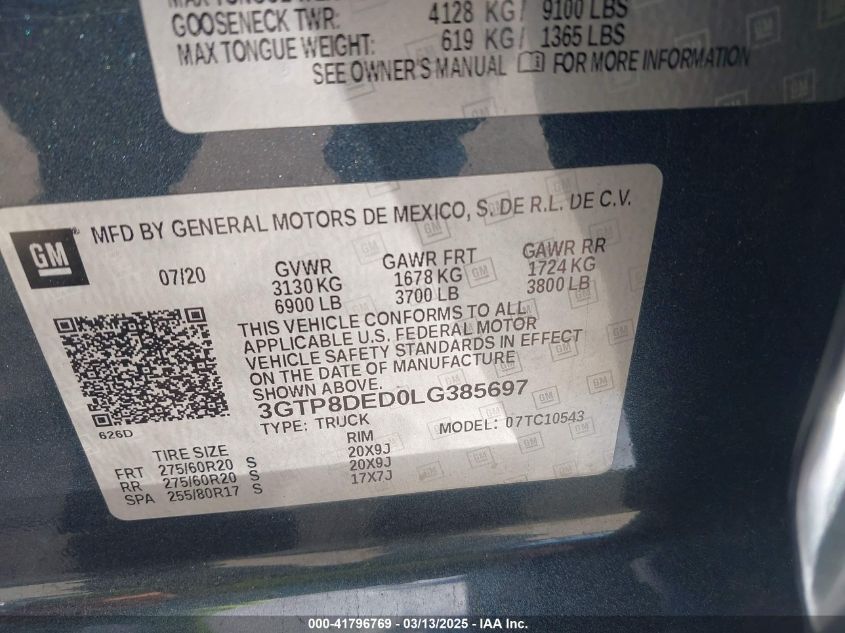 GOOSENECK TWR: 4128 KG/ 9100 LBS
MAX TONGUE WEIGHT: 619 KG/ 1365 LBS
SEE OWNER'S MANUAL FOR MORE INFORMATION
GM
MFD BY GENERAL MOTORS DE MEXICO, S. DE R.L. DE C.V.
07/20 GVWR GAWR FRT GAWR RR
3130 KG 1678 KG 1724 KG
6900 LB 3700 LB 3800 LB
THIS VEHICLE CONFORMS TO ALL
APPLICABLE U.S. FEDERAL MOTOR
VEHICLE SAFETY STANDARDS IN EFFECT
ON THE DATE OF MANUFACTURE
SHOWN ABOVE.
3GTP8DED0LG385697
626D
TYPE: TRUCK MODEL: 07TC10543
TIRE SIZE RIM
FRT 275/60R20 S 20X9J
RR 275/60R20 S 20X9J
SPA 255/80R17 S 17X7J
000--41796769 | 03/13/2025 - IAA Inc.